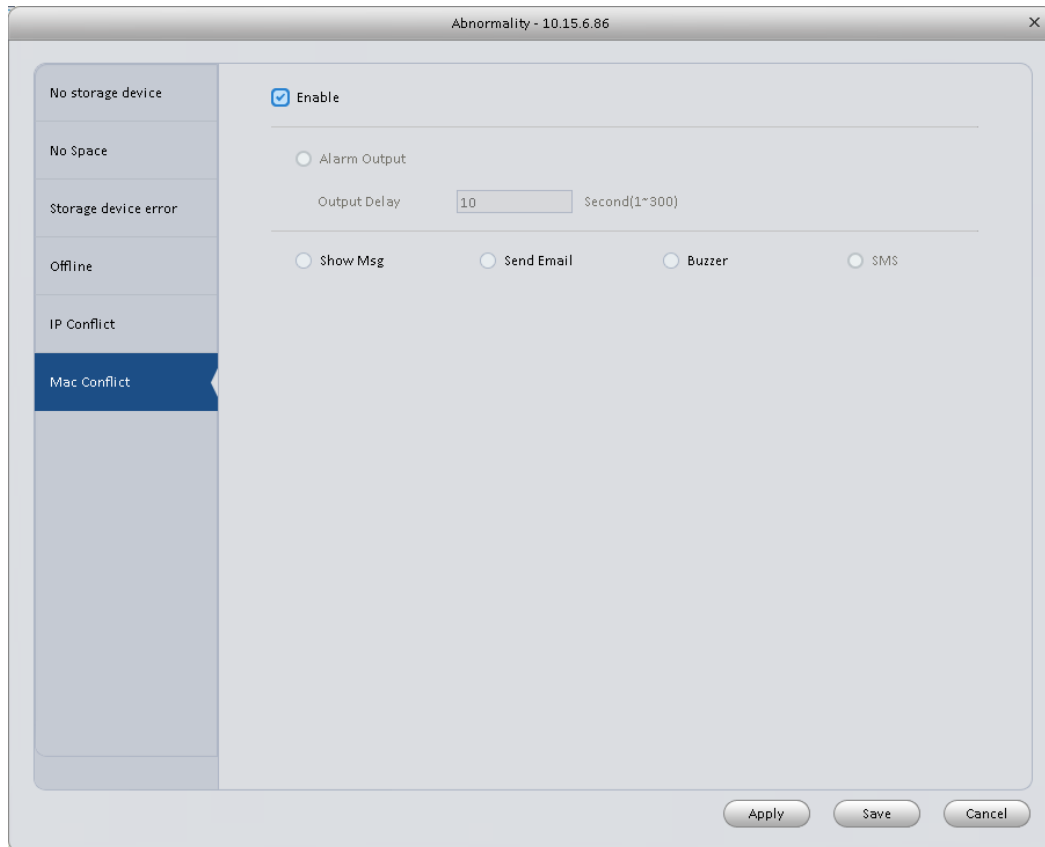 Abnormality - 10.15.6.86
No storage device
No Space
Storage device error
Offline
IP Conflict
Mac Conflict
Enable
Alarm Output
Output Delay 10 Second(1~300)
Show Msg Send Email Buzzer SMS
Apply Save Cancel